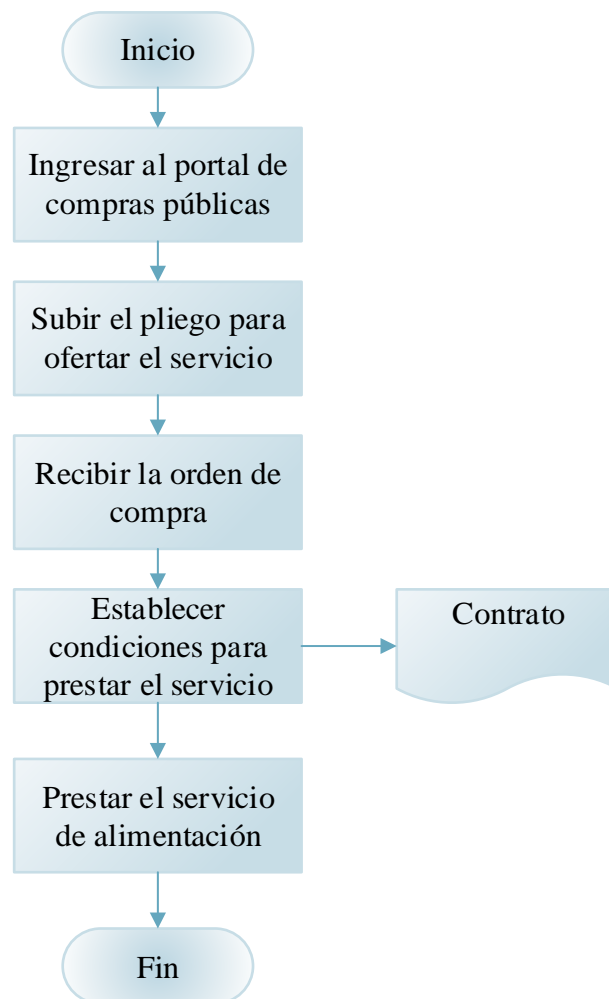 Inicio
Ingresar al portal de
compras públicas
Subir el pliego para
ofertar el servicio
Recibir la orden de
compra
Establecer
condiciones para
prestar el servicio
Contrato
Prestar el servicio
de alimentación
Fin